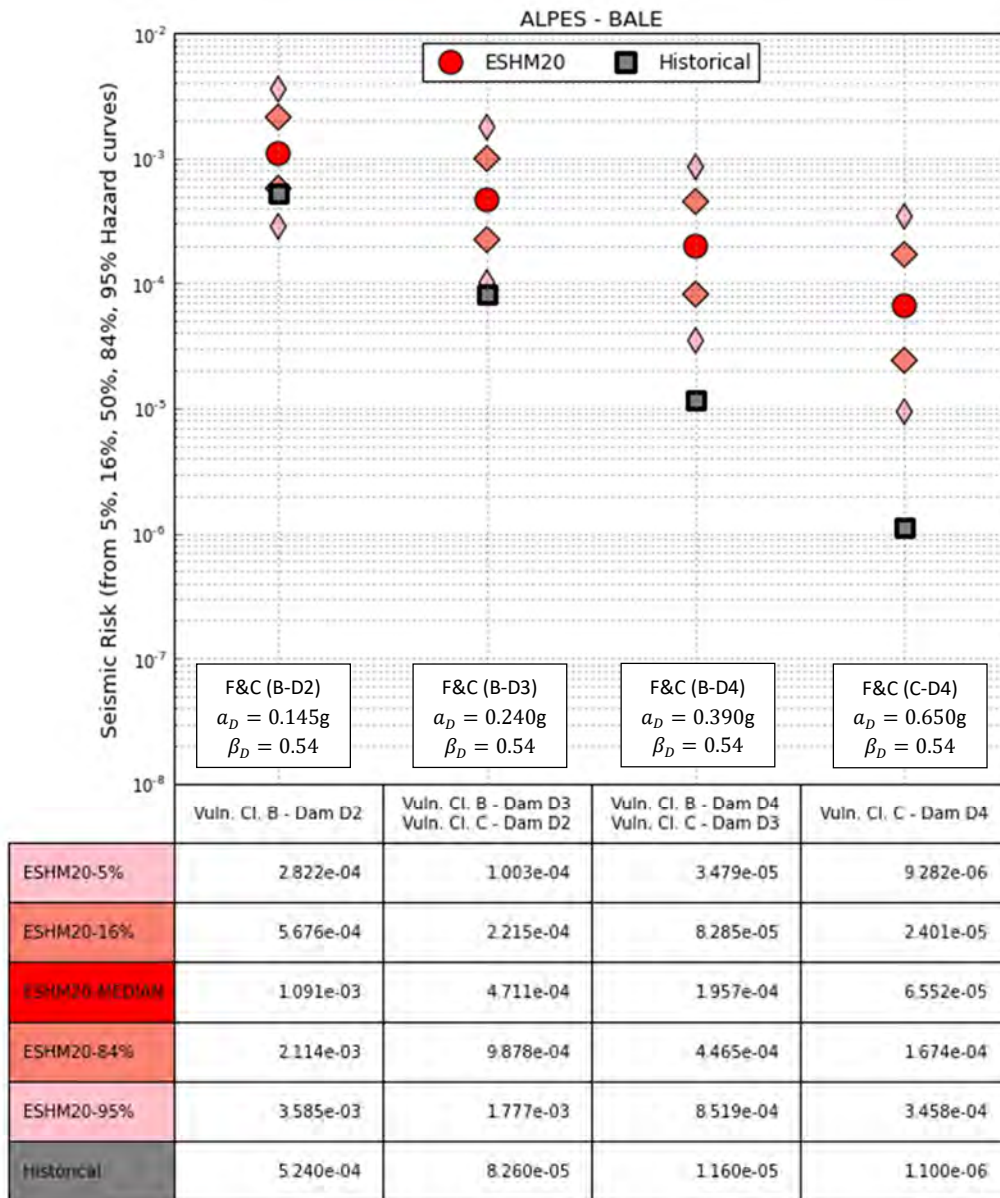 ALPES - BALE
ESHM20 Historical
Seismic Risk (from 5%, 16%, 50%, 84%, 95% Hazard curves)
10⁻²
10⁻³
10⁻⁴
10⁻⁵
10⁻⁶
10⁻⁷
10⁻⁸
F&C (B-D2)
a_D = 0.145g
β_D = 0.54
F&C (B-D3)
a_D = 0.240g
β_D = 0.54
F&C (B-D4)
a_D = 0.390g
β_D = 0.54
F&C (C-D4)
a_D = 0.650g
β_D = 0.54
Vuln. Cl. B - Dam D2
Vuln. Cl. B - Dam D3
Vuln. Cl. C - Dam D2
Vuln. Cl. B - Dam D4
Vuln. Cl. C - Dam D3
Vuln. Cl. C - Dam D4
ESHM20-5% 2.822e-04 1.003e-04 3.479e-05 9.282e-06
ESHM20-16% 5.676e-04 2.215e-04 8.285e-05 2.401e-05
ESHM20-MEDIAN 1.091e-03 4.711e-04 1.957e-04 6.552e-05
ESHM20-84% 2.114e-03 9.878e-04 4.465e-04 1.674e-04
ESHM20-95% 3.585e-03 1.777e-03 8.519e-04 3.458e-04
Historical 5.240e-04 8.260e-05 1.160e-05 1.100e-06